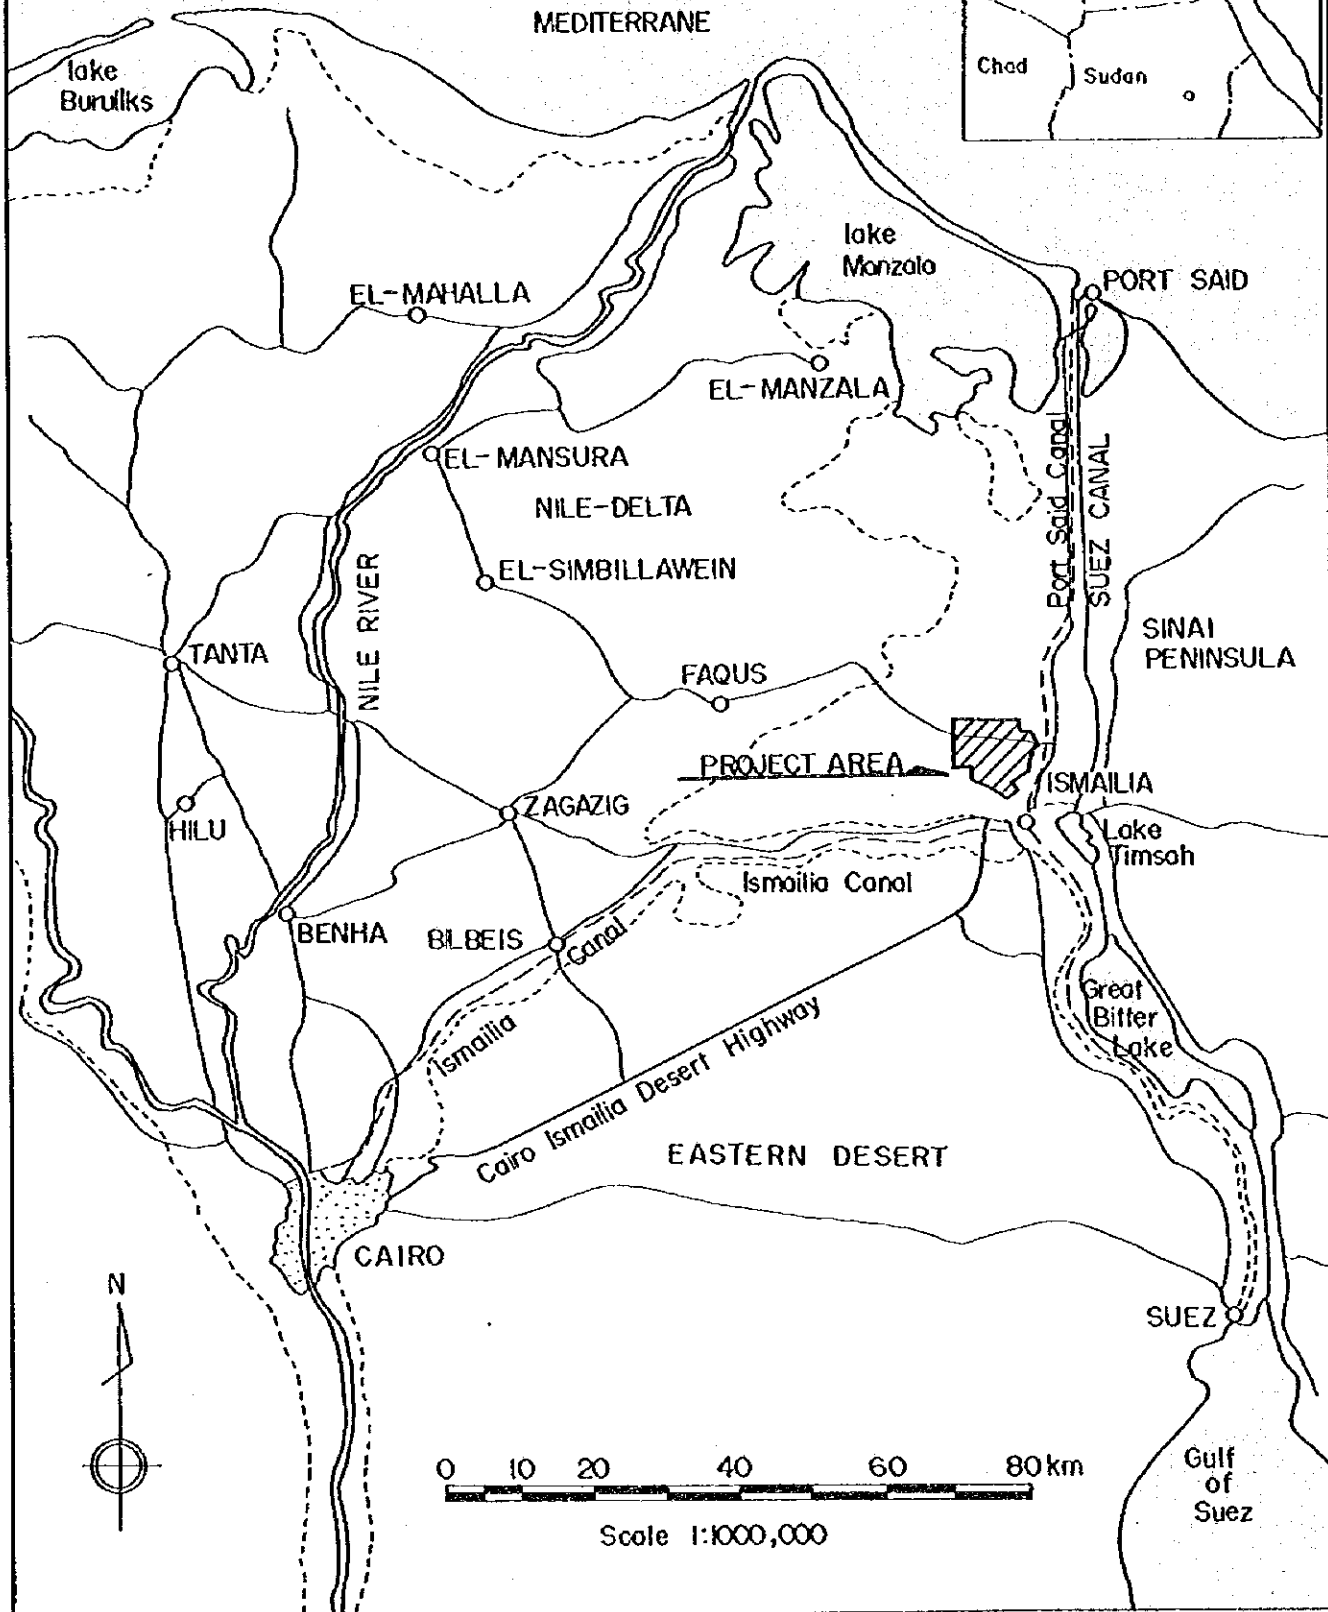 MEDITERRANE
lake
Burullks
Chad
Sudan
lake
Manzala
PORT SAID
EL-MAHALLA
EL-MANZALA
EL-MANSURA
NILE-DELTA
Port Said Canal
SUEZ CANAL
EL-SIMBILLAWEIN
NILE RIVER
SINAI
PENINSULA
TANTA
FAQUS
PROJECT AREA
ISMAILIA
ZAGAZIG
HILU
Lake
Timsah
Ismailia Canal
BENHA
BILBEIS
Ismailia Canal
Great
Bitter
Lake
Cairo Ismailia Desert Highway
EASTERN DESERT
CAIRO
N
SUEZ
0 10 20 40 60 80km
Scale 1:1000,000
Gulf
of
Suez